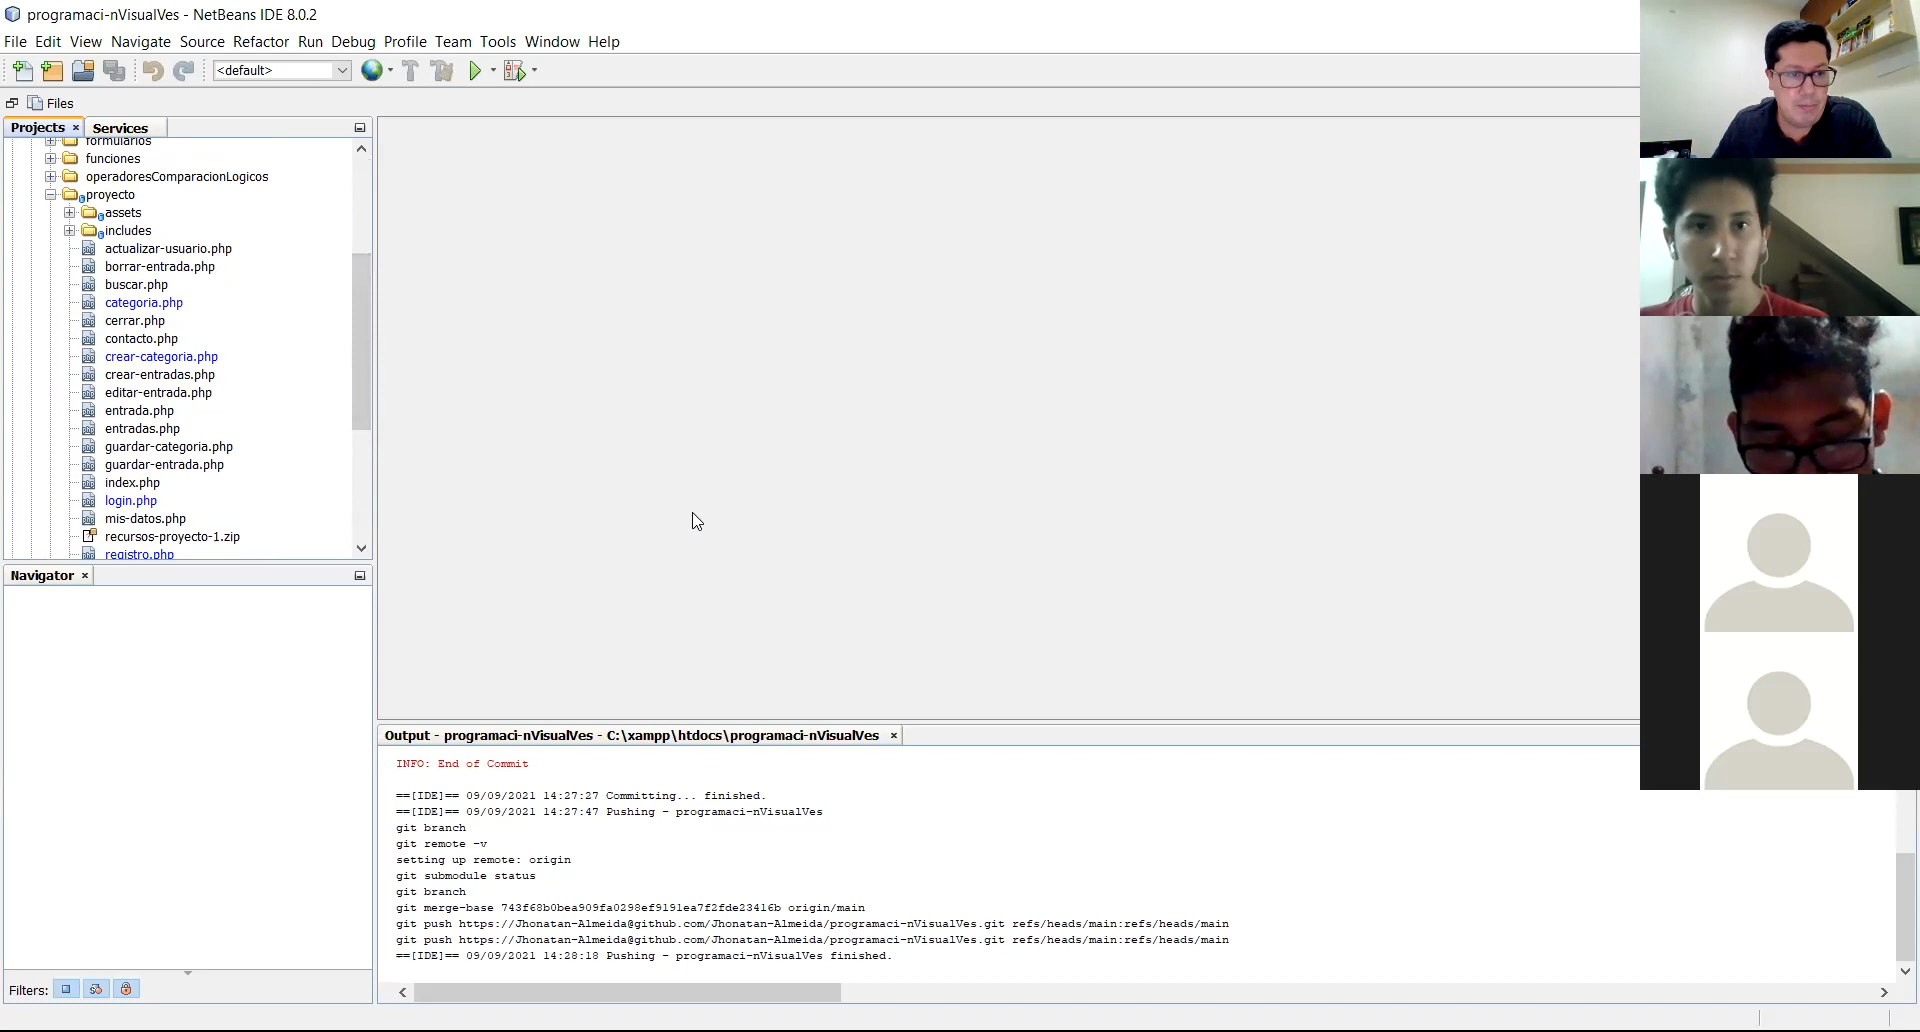 programaci-nVisualVes - NetBeans IDE 8.0.2
File Edit View Navigate Source Refactor Run Debug Profile Team Tools Window Help
<default>
Files
Projects × Services
formularios
funciones
operadoresComparacionLogicos
proyecto
assets
includes
actualizar-usuario.php
borrar-entrada.php
buscar.php
categoria.php
cerrar.php
contacto.php
crear-categoria.php
crear-entradas.php
editar-entrada.php
entrada.php
entradas.php
guardar-categoria.php
guardar-entrada.php
index.php
login.php
mis-datos.php
recursos-proyecto-1.zip
registro.php
Navigator ×
Filters:
Output - programaci-nVisualVes - C:\xampp\htdocs\programaci-nVisualVes ×
INFO: End of Commit
==[IDE]== 09/09/2021 14:27:27 Committing... finished.
==[IDE]== 09/09/2021 14:27:47 Pushing - programaci-nVisualVes
git branch
git remote -v
setting up remote: origin
git submodule status
git branch
git merge-base 743f68b0bea909fa0298ef9191ea7f2fde23416b origin/main
git push https://Jhonatan-Almeida@github.com/Jhonatan-Almeida/programaci-nVisualVes.git refs/heads/main:refs/heads/main
git push https://Jhonatan-Almeida@github.com/Jhonatan-Almeida/programaci-nVisualVes.git refs/heads/main:refs/heads/main
==[IDE]== 09/09/2021 14:28:18 Pushing - programaci-nVisualVes finished.